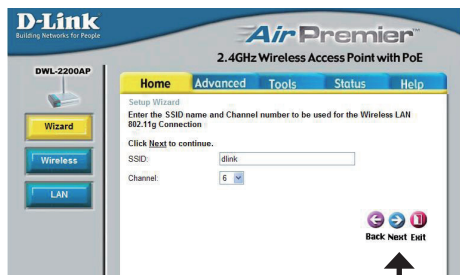 D-Link
Building Networks for People
AirPremier™
2.4GHz Wireless Access Point with PoE
DWL-2200AP
Home Advanced Tools Status Help
Wizard
Wireless
LAN
Setup Wizard
Enter the SSID name and Channel number to be used for the Wireless LAN
802.11g Connection
Click Next to continue.
SSID: dlink
Channel: 6
Back Next Exit